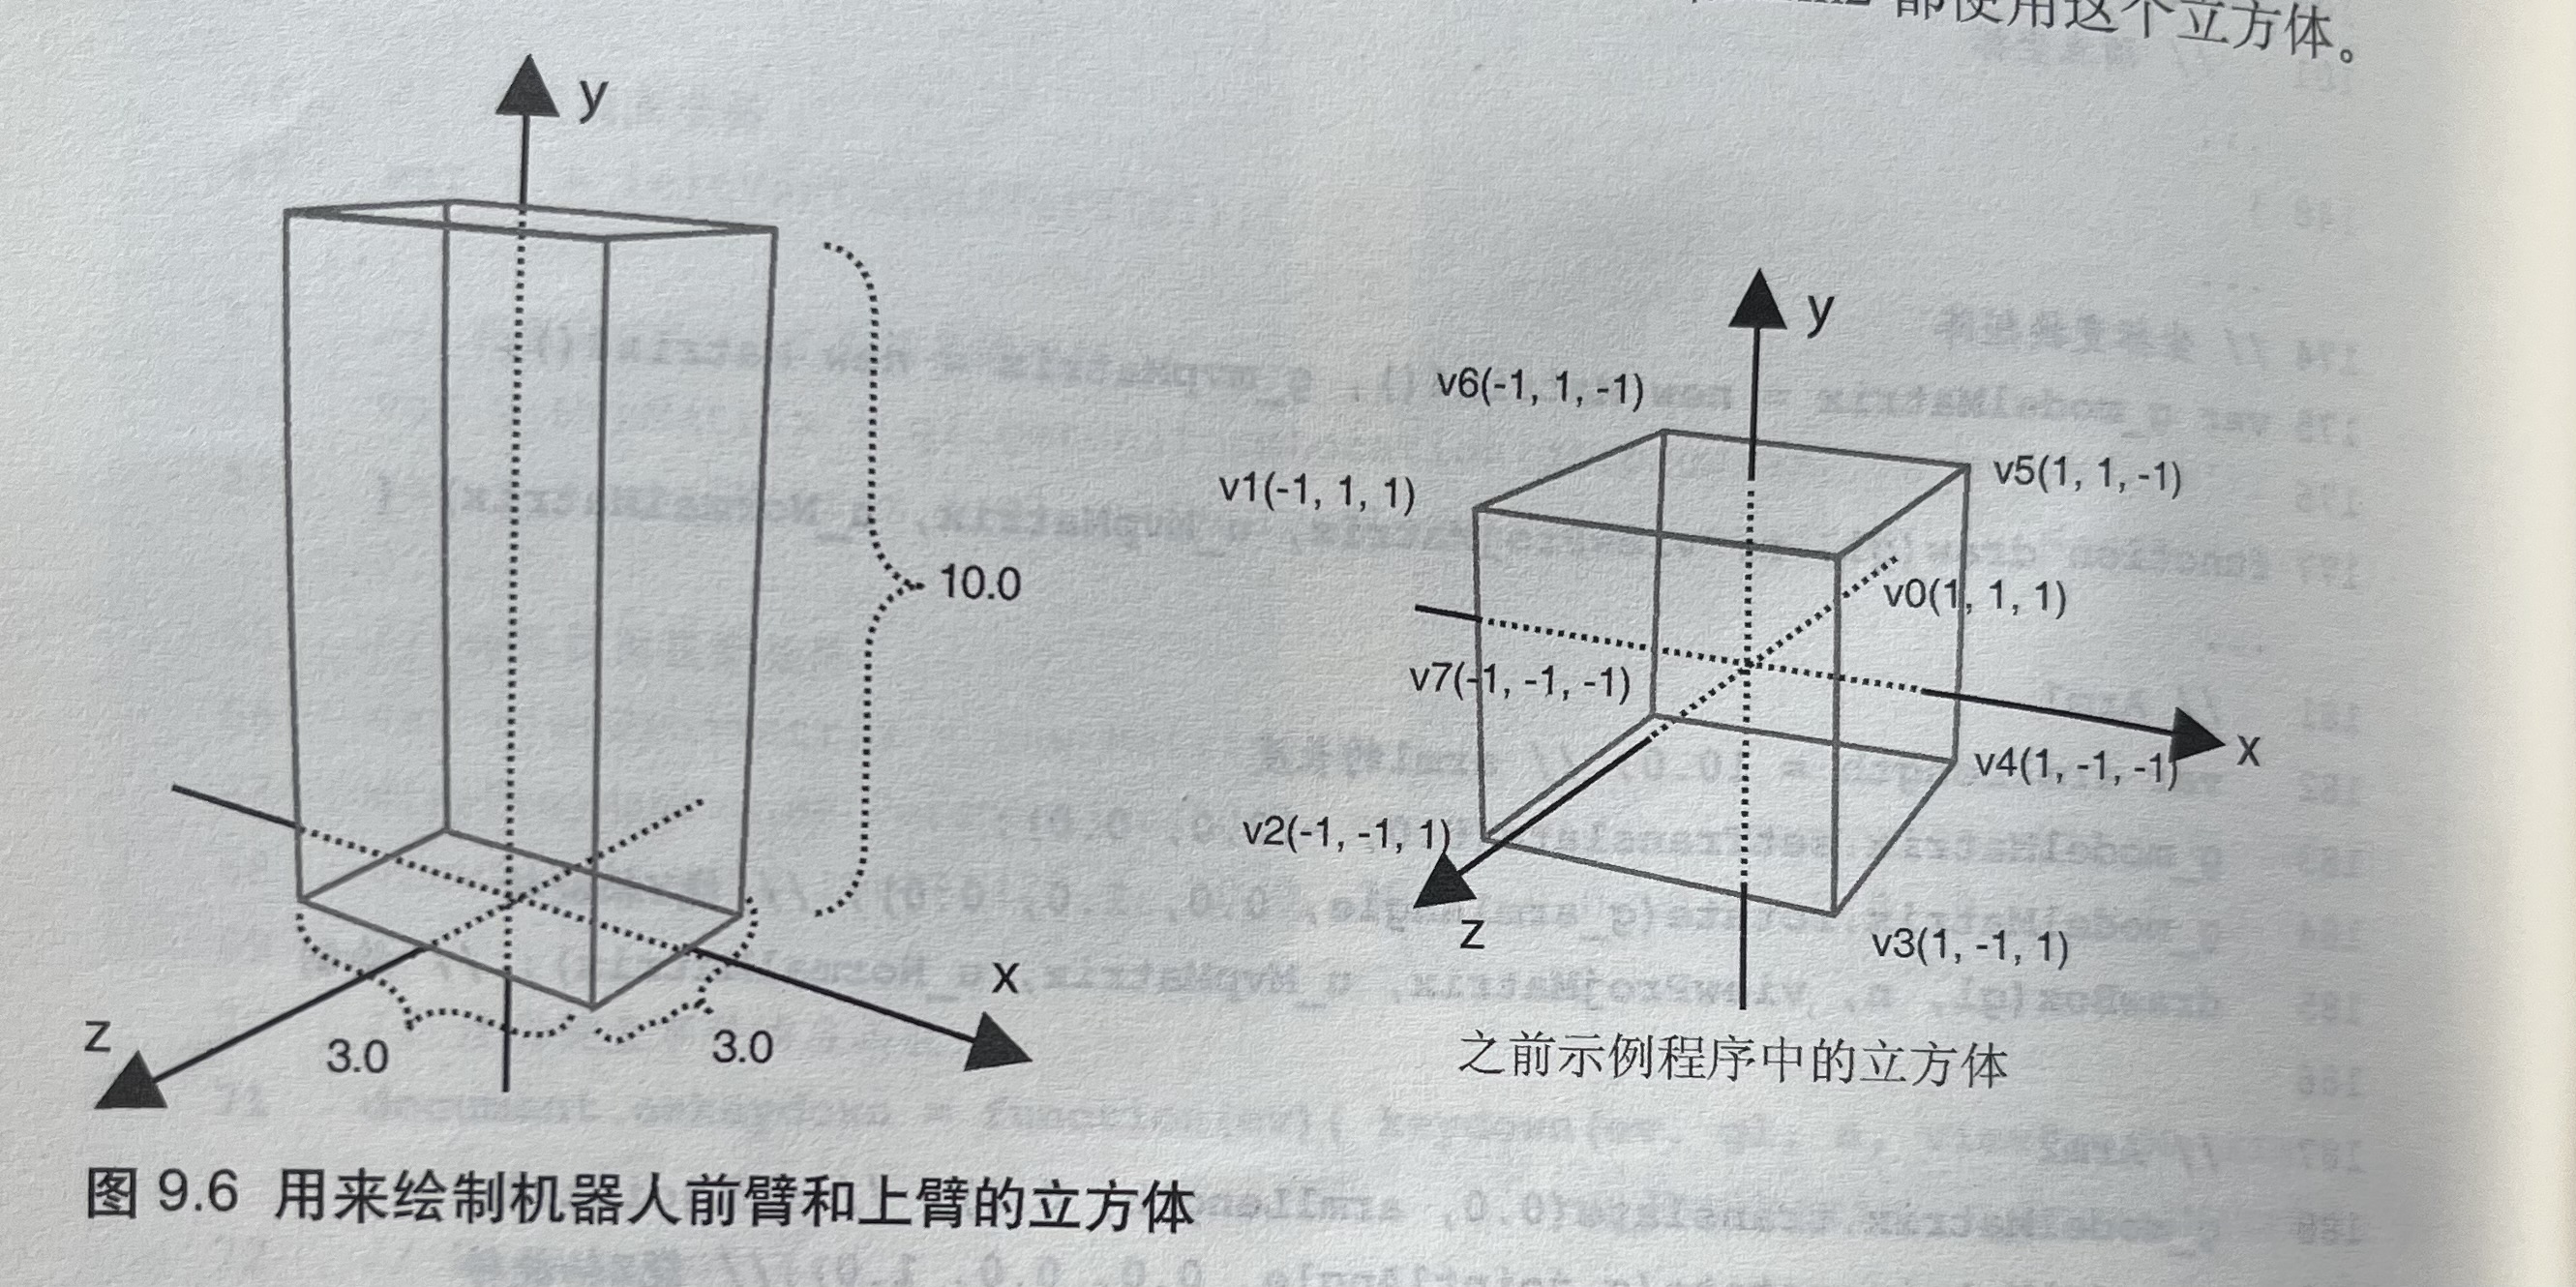 都使用这个立方体。
y
10.0
x
z
3.0
3.0
y
v6(-1, 1, -1)
v5(1, 1, -1)
v1(-1, 1, 1)
v0(1, 1, 1)
v7(-1, -1, -1)
x
v4(1, -1, -1)
v2(-1, -1, 1)
z
v3(1, -1, 1)
之前示例程序中的立方体
图 9.6 用来绘制机器人前臂和上臂的立方体